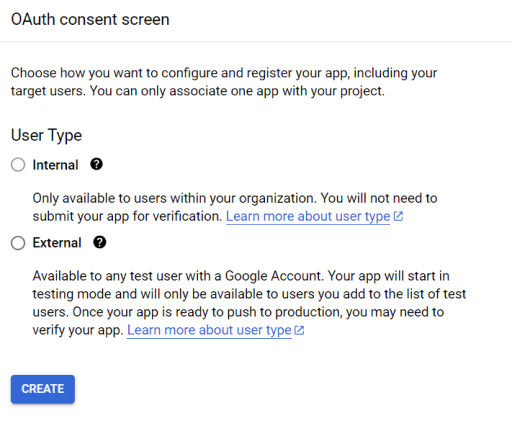 OAuth consent screen
Choose how you want to configure and register your app, including your
target users. You can only associate one app with your project.
User Type
Internal
Only available to users within your organization. You will not need to
submit your app for verification. Learn more about user type
External
Available to any test user with a Google Account. Your app will start in
testing mode and will only be available to users you add to the list of test
users. Once your app is ready to push to production, you may need to
verify your app. Learn more about user type
CREATE